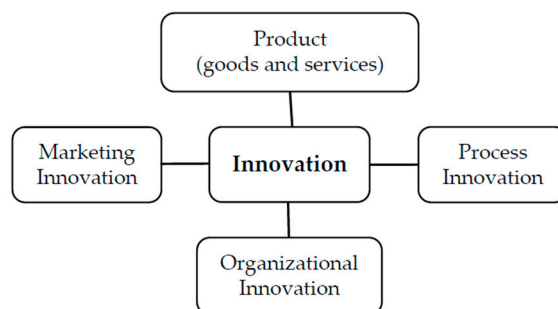 Product
(goods and services)
Marketing
Innovation
Innovation
Process
Innovation
Organizational
Innovation